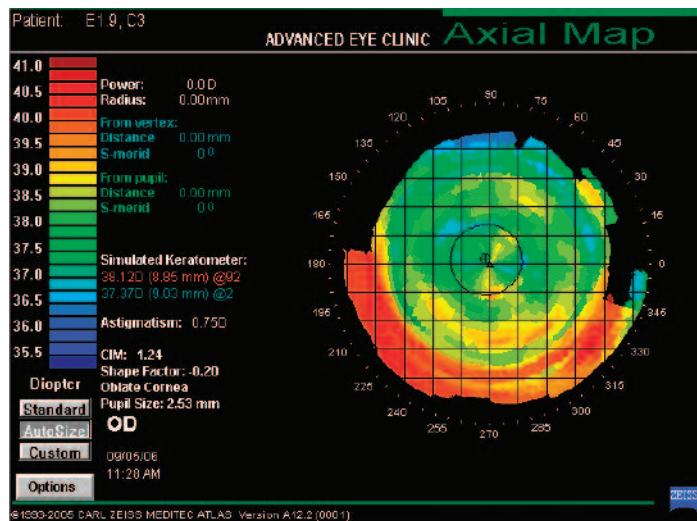 Patient: E1.9, C3
ADVANCED EYE CLINIC Axial Map
41.0
40.5
40.0
39.5
39.0
38.5
38.0
37.5
37.0
36.5
36.0
35.5
Diopter
Standard
AutoSize
Custom
Options
Power: 0.0 D
Radius: 0.00 mm
From vertex:
Distance 0.00 mm
S-merid 0°
From pupil:
Distance 0.00 mm
S-merid 0°
Simulated Keratometer:
38.12D (8.85 mm) @92
37.37D (9.03 mm) @2
Astigmatism: 0.75D
CIM: 1.24
Shape Factor: -0.20
Oblate Cornea
Pupil Size: 2.53 mm
OD
09/06/06
11:28 AM
90
105
75
120
60
135
45
150
30
165
15
180
0
195
345
210
330
225
315
240
300
255
285
270
ZEISS
©1993-2005 CARL ZEISS MEDITEC ATLAS Version A12.2 (0001)